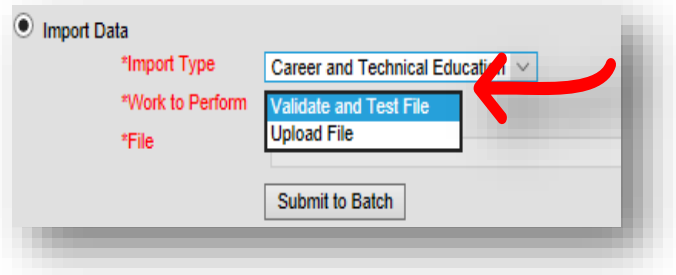 Import Data
*Import Type Career and Technical Education
*Work to Perform Validate and Test File
Upload File
*File
Submit to Batch